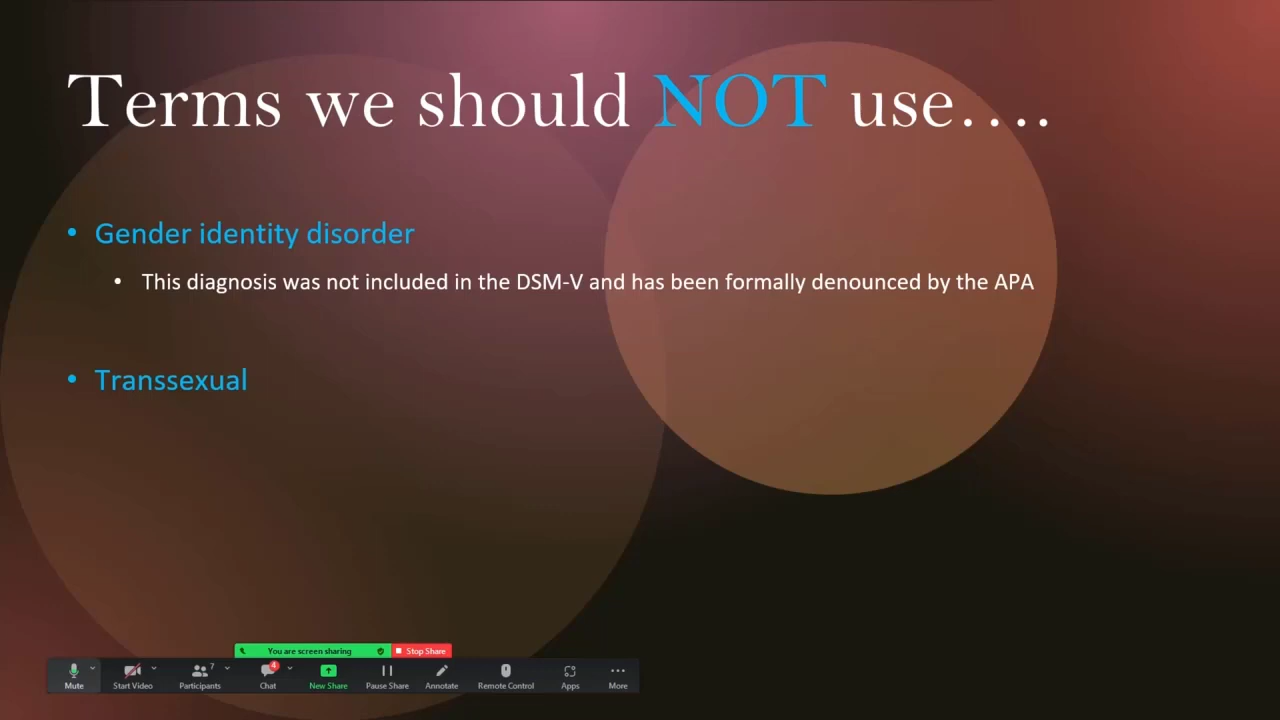 Terms we should NOT use....
• Gender identity disorder
• This diagnosis was not included in the DSM-V and has been formally denounced by the APA
• Transsexual
You are screen sharing
Stop Share
Mute
Start Video
7
Participants
4
Chat
New Share
Pause Share
Annotate
Remote Control
Apps
More